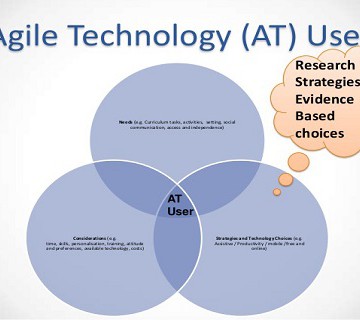 Agile Technology (AT) Use
Research
Strategies
Evidence
Based
choices
Needs (e.g. Curriculum tasks, activities, setting, social
communication, access and independence)
AT
User
Considerations (e.g.
time, skills, personalisation, training, attitude
and preferences, available technology, costs)
Strategies and Technology Choices (e.g.
Assistive / Productivity / mobile /free and
online)